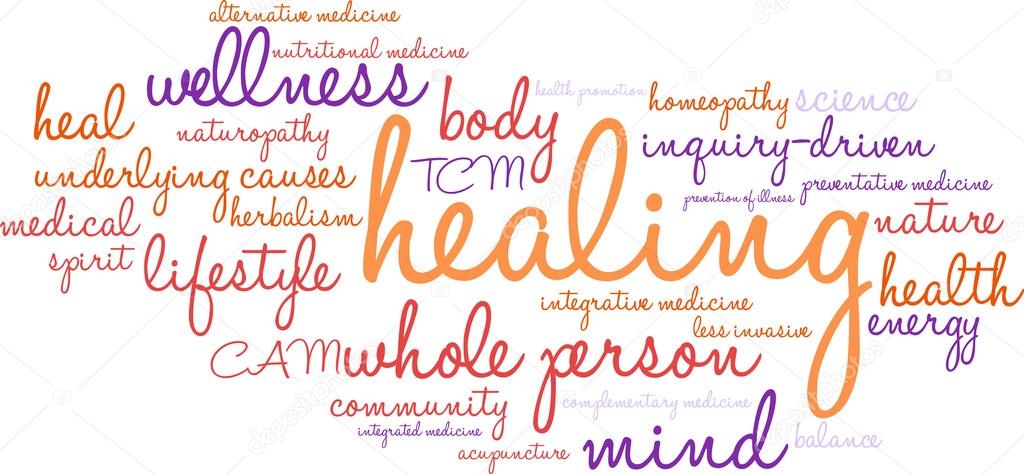 alternative medicine
nutritional medicine
wellness
heal
naturopathy
body
health promotion
homeopathy
science
underlying causes
TCM
inquiry-driven
preventative medicine
prevention of illness
medical
herbalism
healing
nature
spirit
lifestyle
integrative medicine
health
less invasive
energy
CAM
whole person
community
complementary medicine
integrated medicine
mind
balance
acupuncture
depositphotos